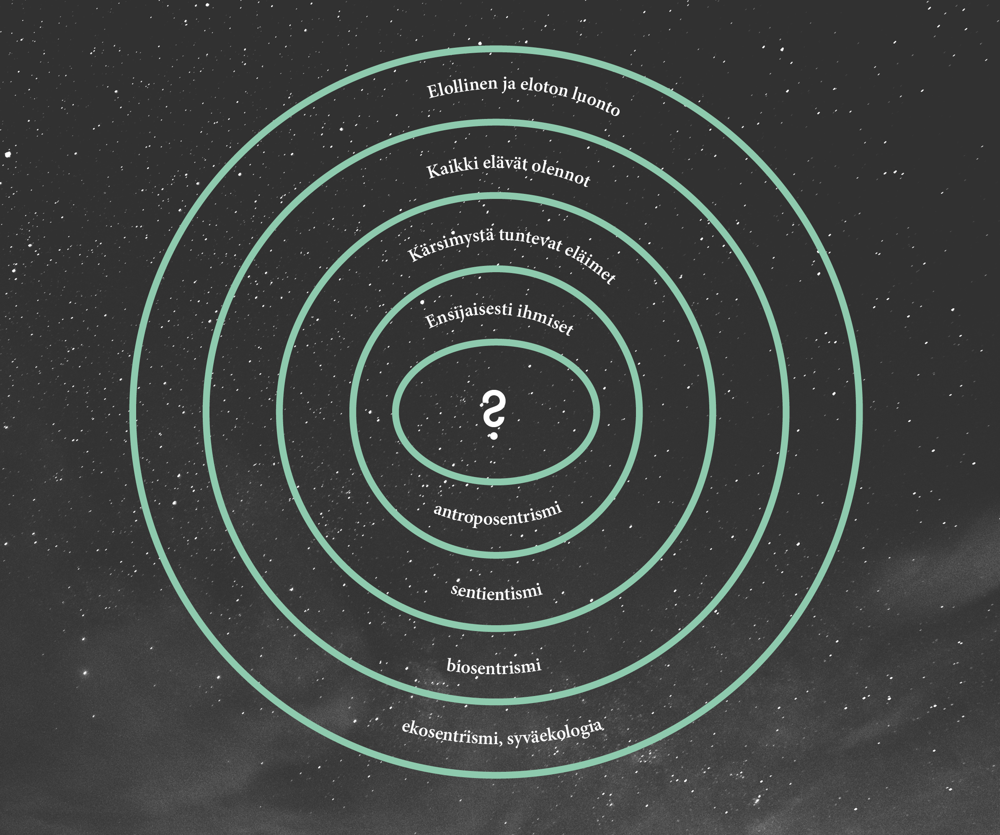 Elollinen ja eloton luonto
Kaikki elävät olennot
Kärsimystä tuntevat eläimet
Ensijaisesti ihmiset
?
antroposentrismi
sentientismi
biosentrismi
ekosentrismi, syväekologia